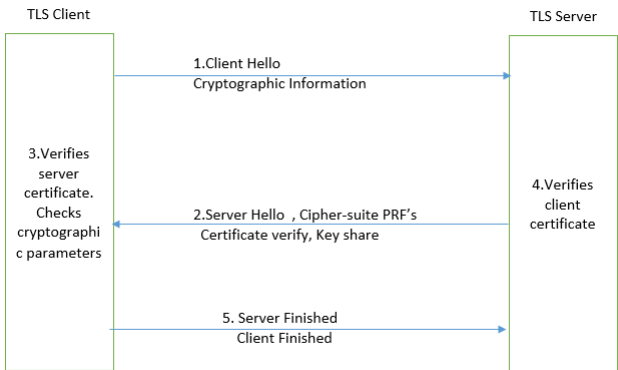 TLS Client
TLS Server
1.Client Hello
Cryptographic Information
3.Verifies
server
certificate.
Checks
cryptographi
c parameters
4.Verifies
client
certificate
2.Server Hello , Cipher-suite PRF's
Certificate verify, Key share
5. Server Finished
Client Finished